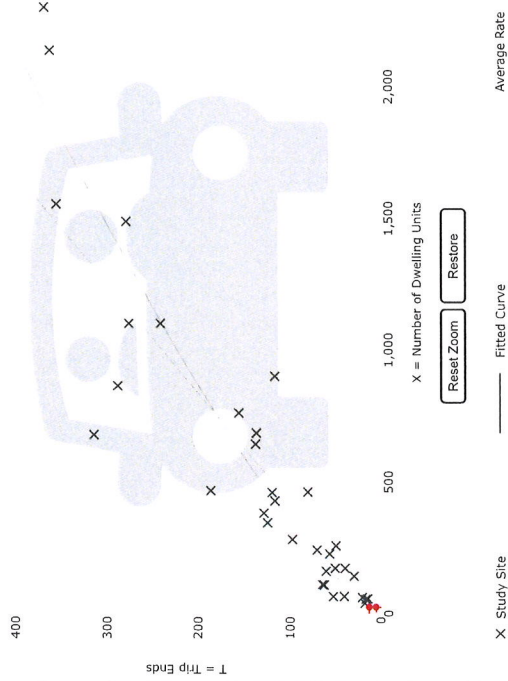 400
300
200
100
0
T = Trip Ends
0
500
1,000
1,500
2,000
X = Number of Dwelling Units
Reset Zoom
Restore
Study Site
Fitted Curve
Average Rate